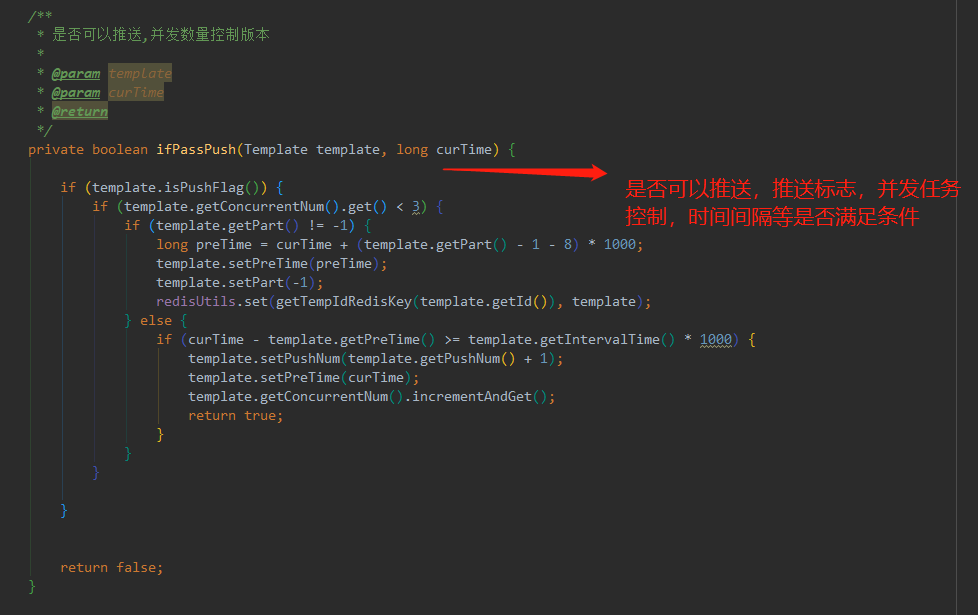 /**
* 是否可以推送,并发数量控制版本
*
* @param template
* @param curTime
* @return
*/
private boolean ifPassPush(Template template, long curTime) {
if (template.isPushFlag()) {
是否可以推送，推送标志，并发任务
控制，时间间隔等是否满足条件
if (template.getConcurrentNum().get() < 3) {
if (template.getPart() != -1) {
long preTime = curTime + (template.getPart() - 1 - 8) * 1000;
template.setPreTime(preTime);
template.setPart(-1);
redisUtils.set(getTempIdRedisKey(template.getId()), template);
} else {
if (curTime - template.getPreTime() >= template.getIntervalTime() * 1000) {
template.setPushNum(template.getPushNum() + 1);
template.setPreTime(curTime);
template.getConcurrentNum().incrementAndGet();
return true;
}
}
}
}
return false;
}